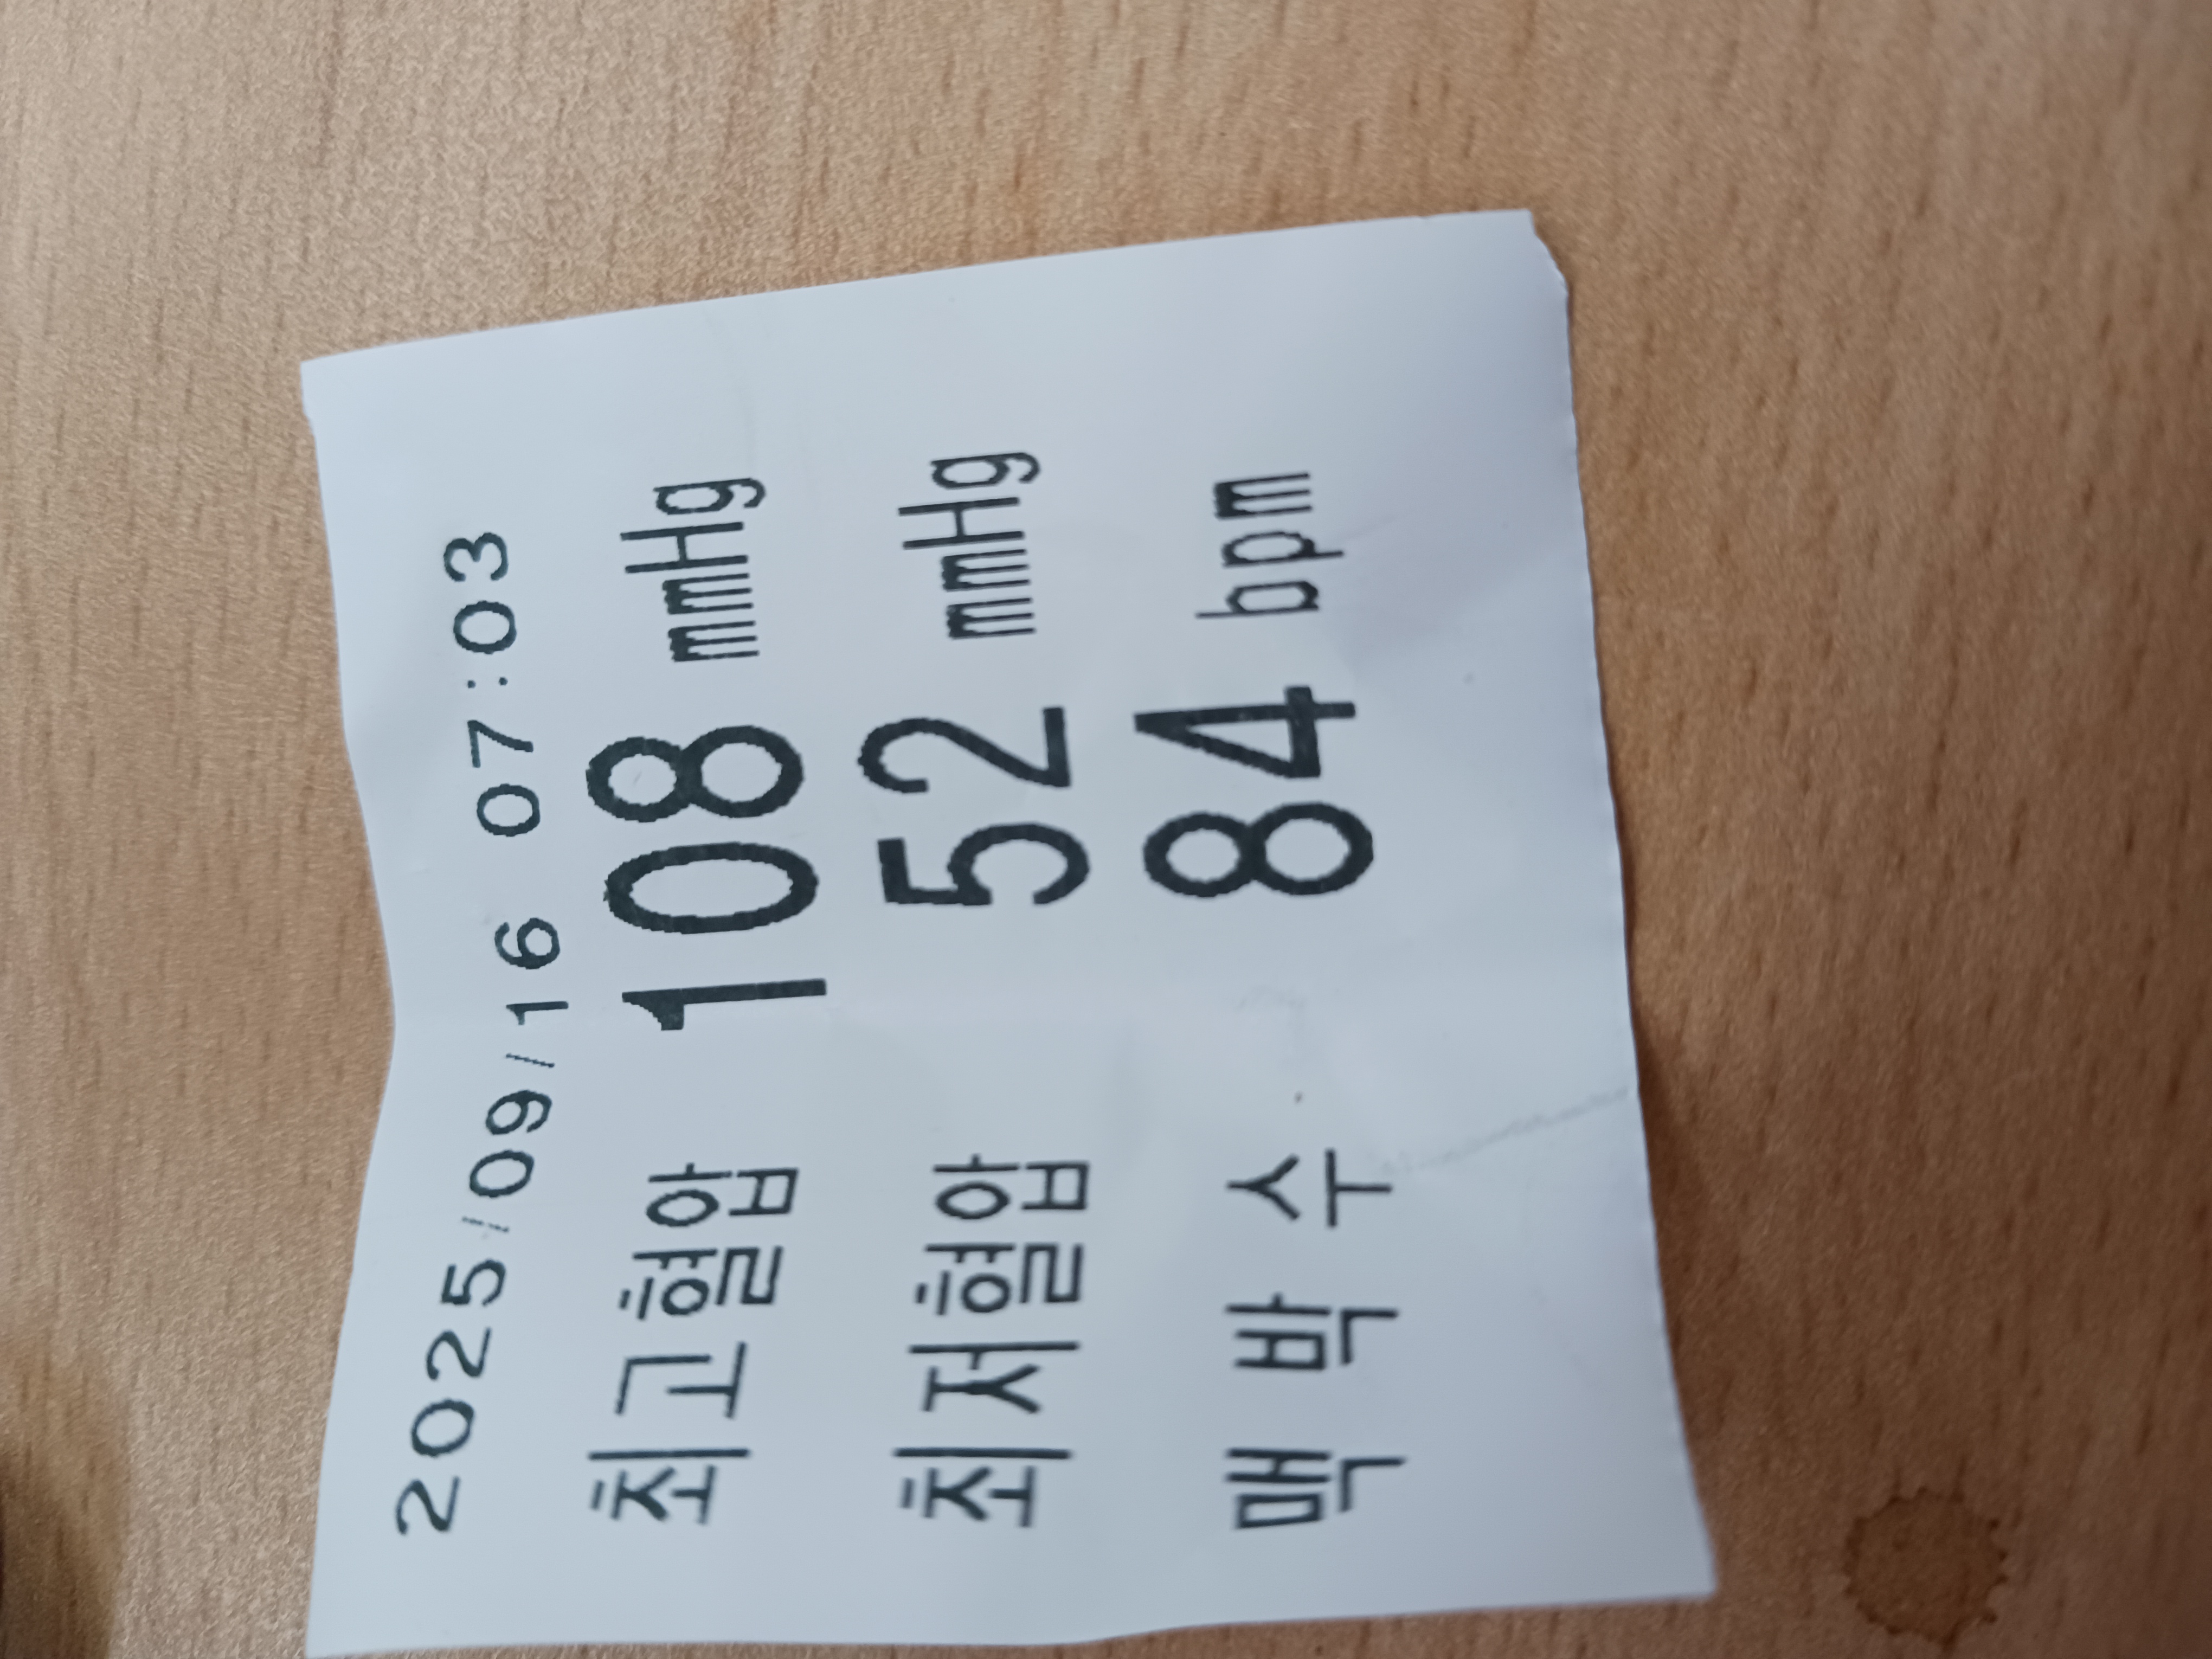 2025/09/16 07:03
최고혈압 108 mmHg
최저혈압 52 mmHg
맥 박 수 84 bpm